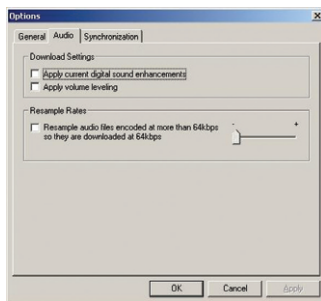 Options
General Audio Synchronization
Download Settings
Apply current digital sound enhancements
Apply volume leveling
Resample Rates
Resample audio files encoded at more than 64kbps
so they are downloaded at 64kbps
- +
OK Cancel Apply